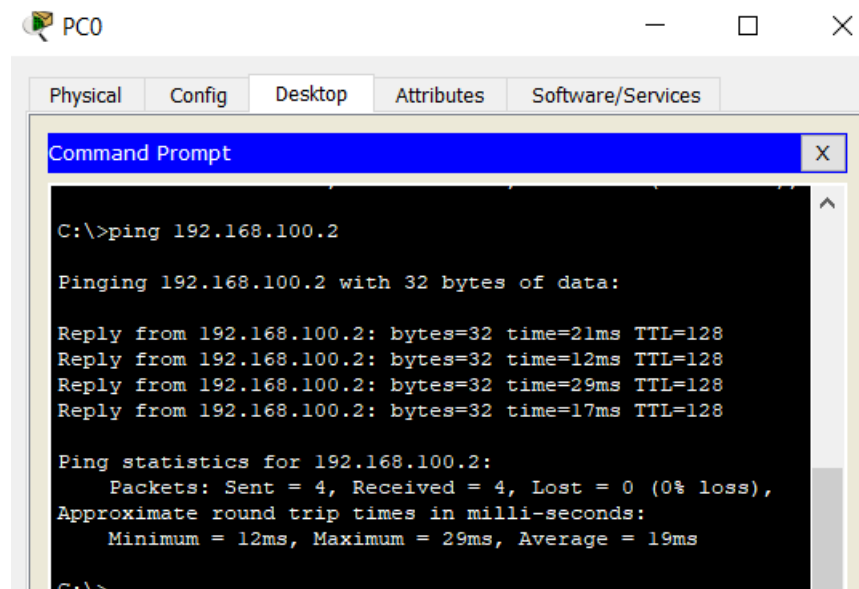 PC0
Physical Config Desktop Attributes Software/Services
Command Prompt X
C:\>ping 192.168.100.2
Pinging 192.168.100.2 with 32 bytes of data:
Reply from 192.168.100.2: bytes=32 time=21ms TTL=128
Reply from 192.168.100.2: bytes=32 time=12ms TTL=128
Reply from 192.168.100.2: bytes=32 time=29ms TTL=128
Reply from 192.168.100.2: bytes=32 time=17ms TTL=128
Ping statistics for 192.168.100.2:
Packets: Sent = 4, Received = 4, Lost = 0 (0% loss),
Approximate round trip times in milli-seconds:
Minimum = 12ms, Maximum = 29ms, Average = 19ms
C:\>